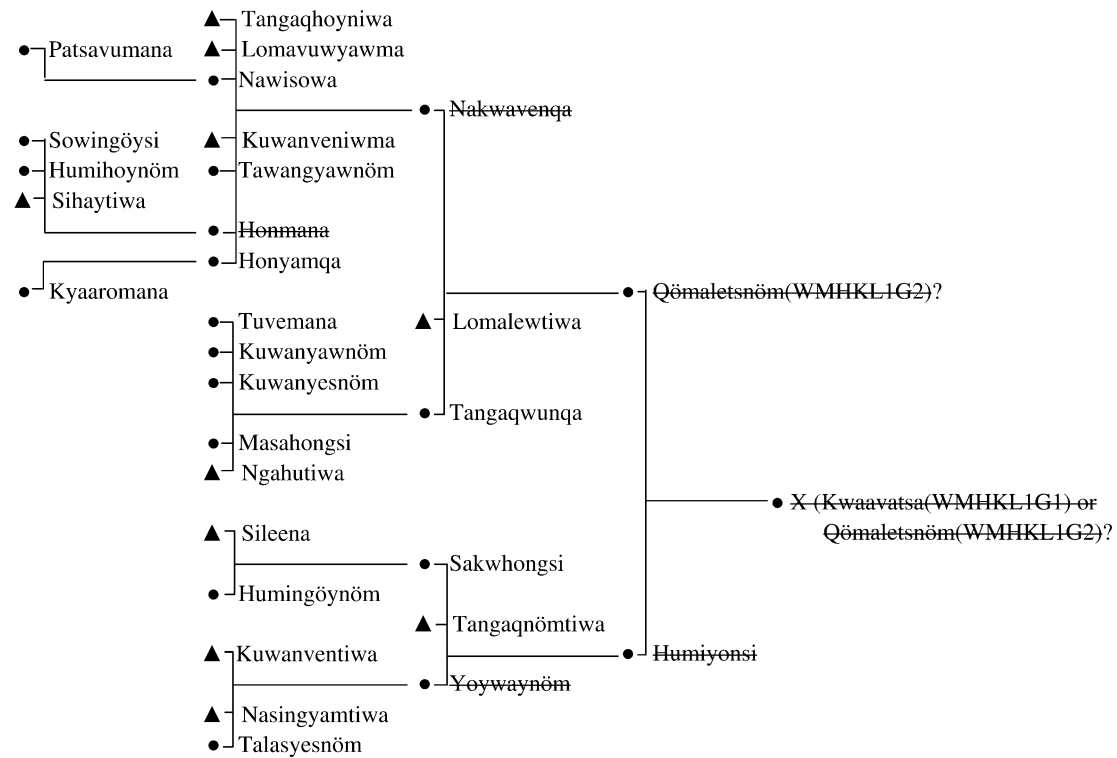 Tangaqhoyniwa
Patsavumana
Lomavuwyawma
Nawisowa
Nakwavenqa
Sowingöysi
Kuwanveniwma
Humihoynöm
Tawangyawnöm
Sihaytiwa
Honmana
Honyamqa
Kyaaromana
Qömaletsnöm(WMHKL1G2)?
Tuvemana
Lomalewtiwa
Kuwanyawnöm
Kuwanyesnöm
Tangaqwunqa
Masahongsi
Ngahutiwa
X (Kwaavatsa(WMHKL1G1) or
Qömaletsnöm(WMHKL1G2)?
Sileena
Sakwhongsi
Humingöynöm
Tangaqnömtiwa
Kuwanventiwa
Humiyonsi
Yoywaynöm
Nasingyamtiwa
Talasyesnöm